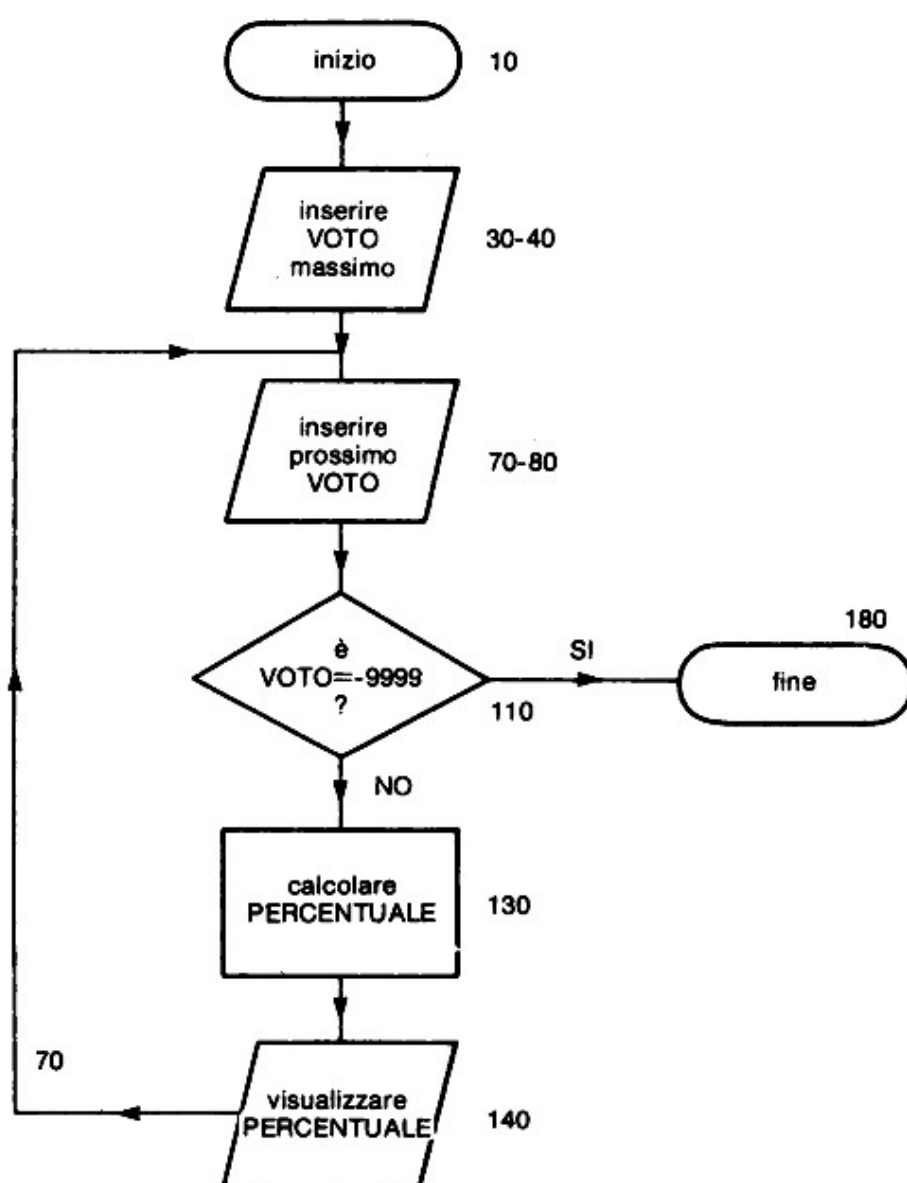 inizio
10
inserire
VOTO
massimo
30-40
inserire
prossimo
VOTO
70-80
è
VOTO=-9999
?
110
SI
180
fine
NO
calcolare
PERCENTUALE
130
70
visualizzare
PERCENTUALE
140